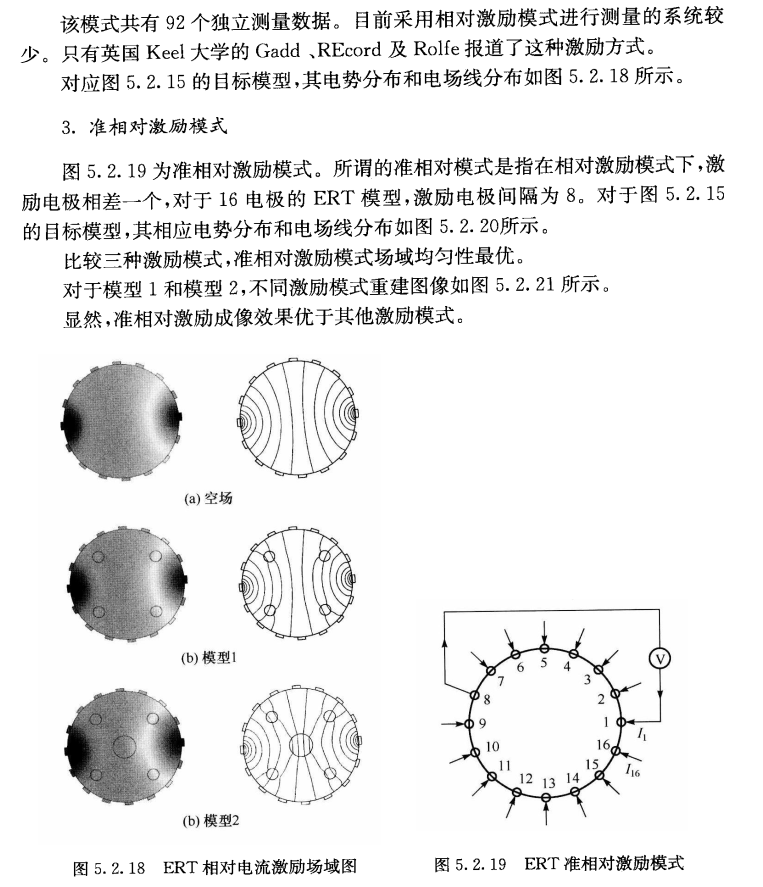 该模式共有 92 个独立测量数据。目前采用相对激励模式进行测量的系统较
少。只有英国 Keel 大学的 Gadd 、REcord 及 Rolfe 报道了这种激励方式。
对应图 5.2.15 的目标模型,其电势分布和电场线分布如图 5.2.18 所示。
3. 准相对激励模式
图 5.2.19 为准相对激励模式。所谓的准相对模式是指在相对激励模式下,激
励电极相差一个,对于 16 电极的 ERT 模型,激励电极间隔为 8。对于图 5.2.15
的目标模型,其相应电势分布和电场线分布如图 5.2.20所示。
比较三种激励模式,准相对激励模式场域均匀性最优。
对于模型 1 和模型 2,不同激励模式重建图像如图 5.2.21 所示。
显然,准相对激励成像效果优于其他激励模式。
(a) 空场
(b) 模型1
(b) 模型2
图 5.2.18 ERT 相对电流激励场域图
V
5
6
4
7
3
8
2
9
1
I₁
10
16
11
15
I₁₆
12
13
14
图 5.2.19 ERT 准相对激励模式